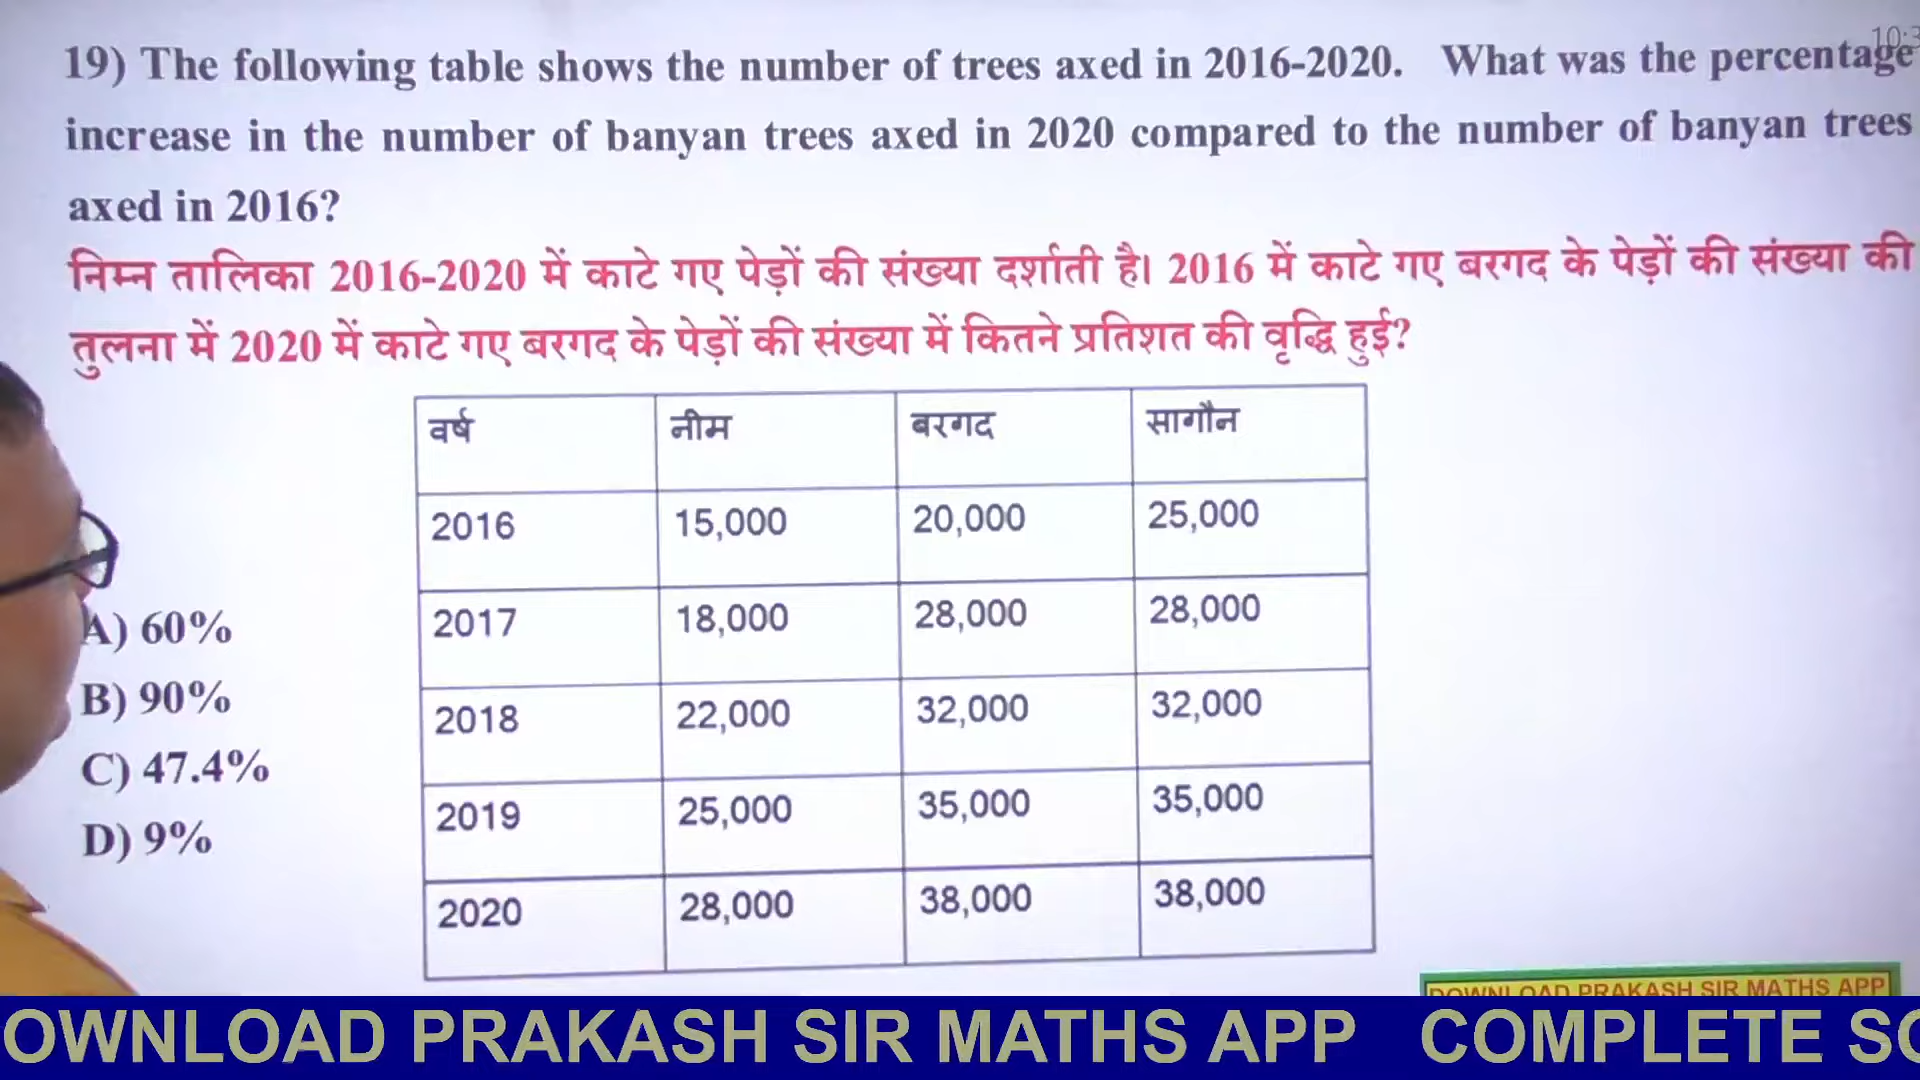 19) The following table shows the number of trees axed in 2016-2020. What was the percentage
increase in the number of banyan trees axed in 2020 compared to the number of banyan trees
axed in 2016?
निम्न तालिका 2016-2020 में काटे गए पेड़ों की संख्या दर्शाती है। 2016 में काटे गए बरगद के पेड़ों की संख्या की
तुलना में 2020 में काटे गए बरगद के पेड़ों की संख्या में कितने प्रतिशत की वृद्धि हुई?
वर्ष नीम बरगद सागौन
2016 15,000 20,000 25,000
2017 18,000 28,000 28,000
2018 22,000 32,000 32,000
2019 25,000 35,000 35,000
2020 28,000 38,000 38,000
A) 60%
B) 90%
C) 47.4%
D) 9%
DOWNLOAD PRAKASH SIR MATHS APP
OWNLOAD PRAKASH SIR MATHS APP COMPLETE SC